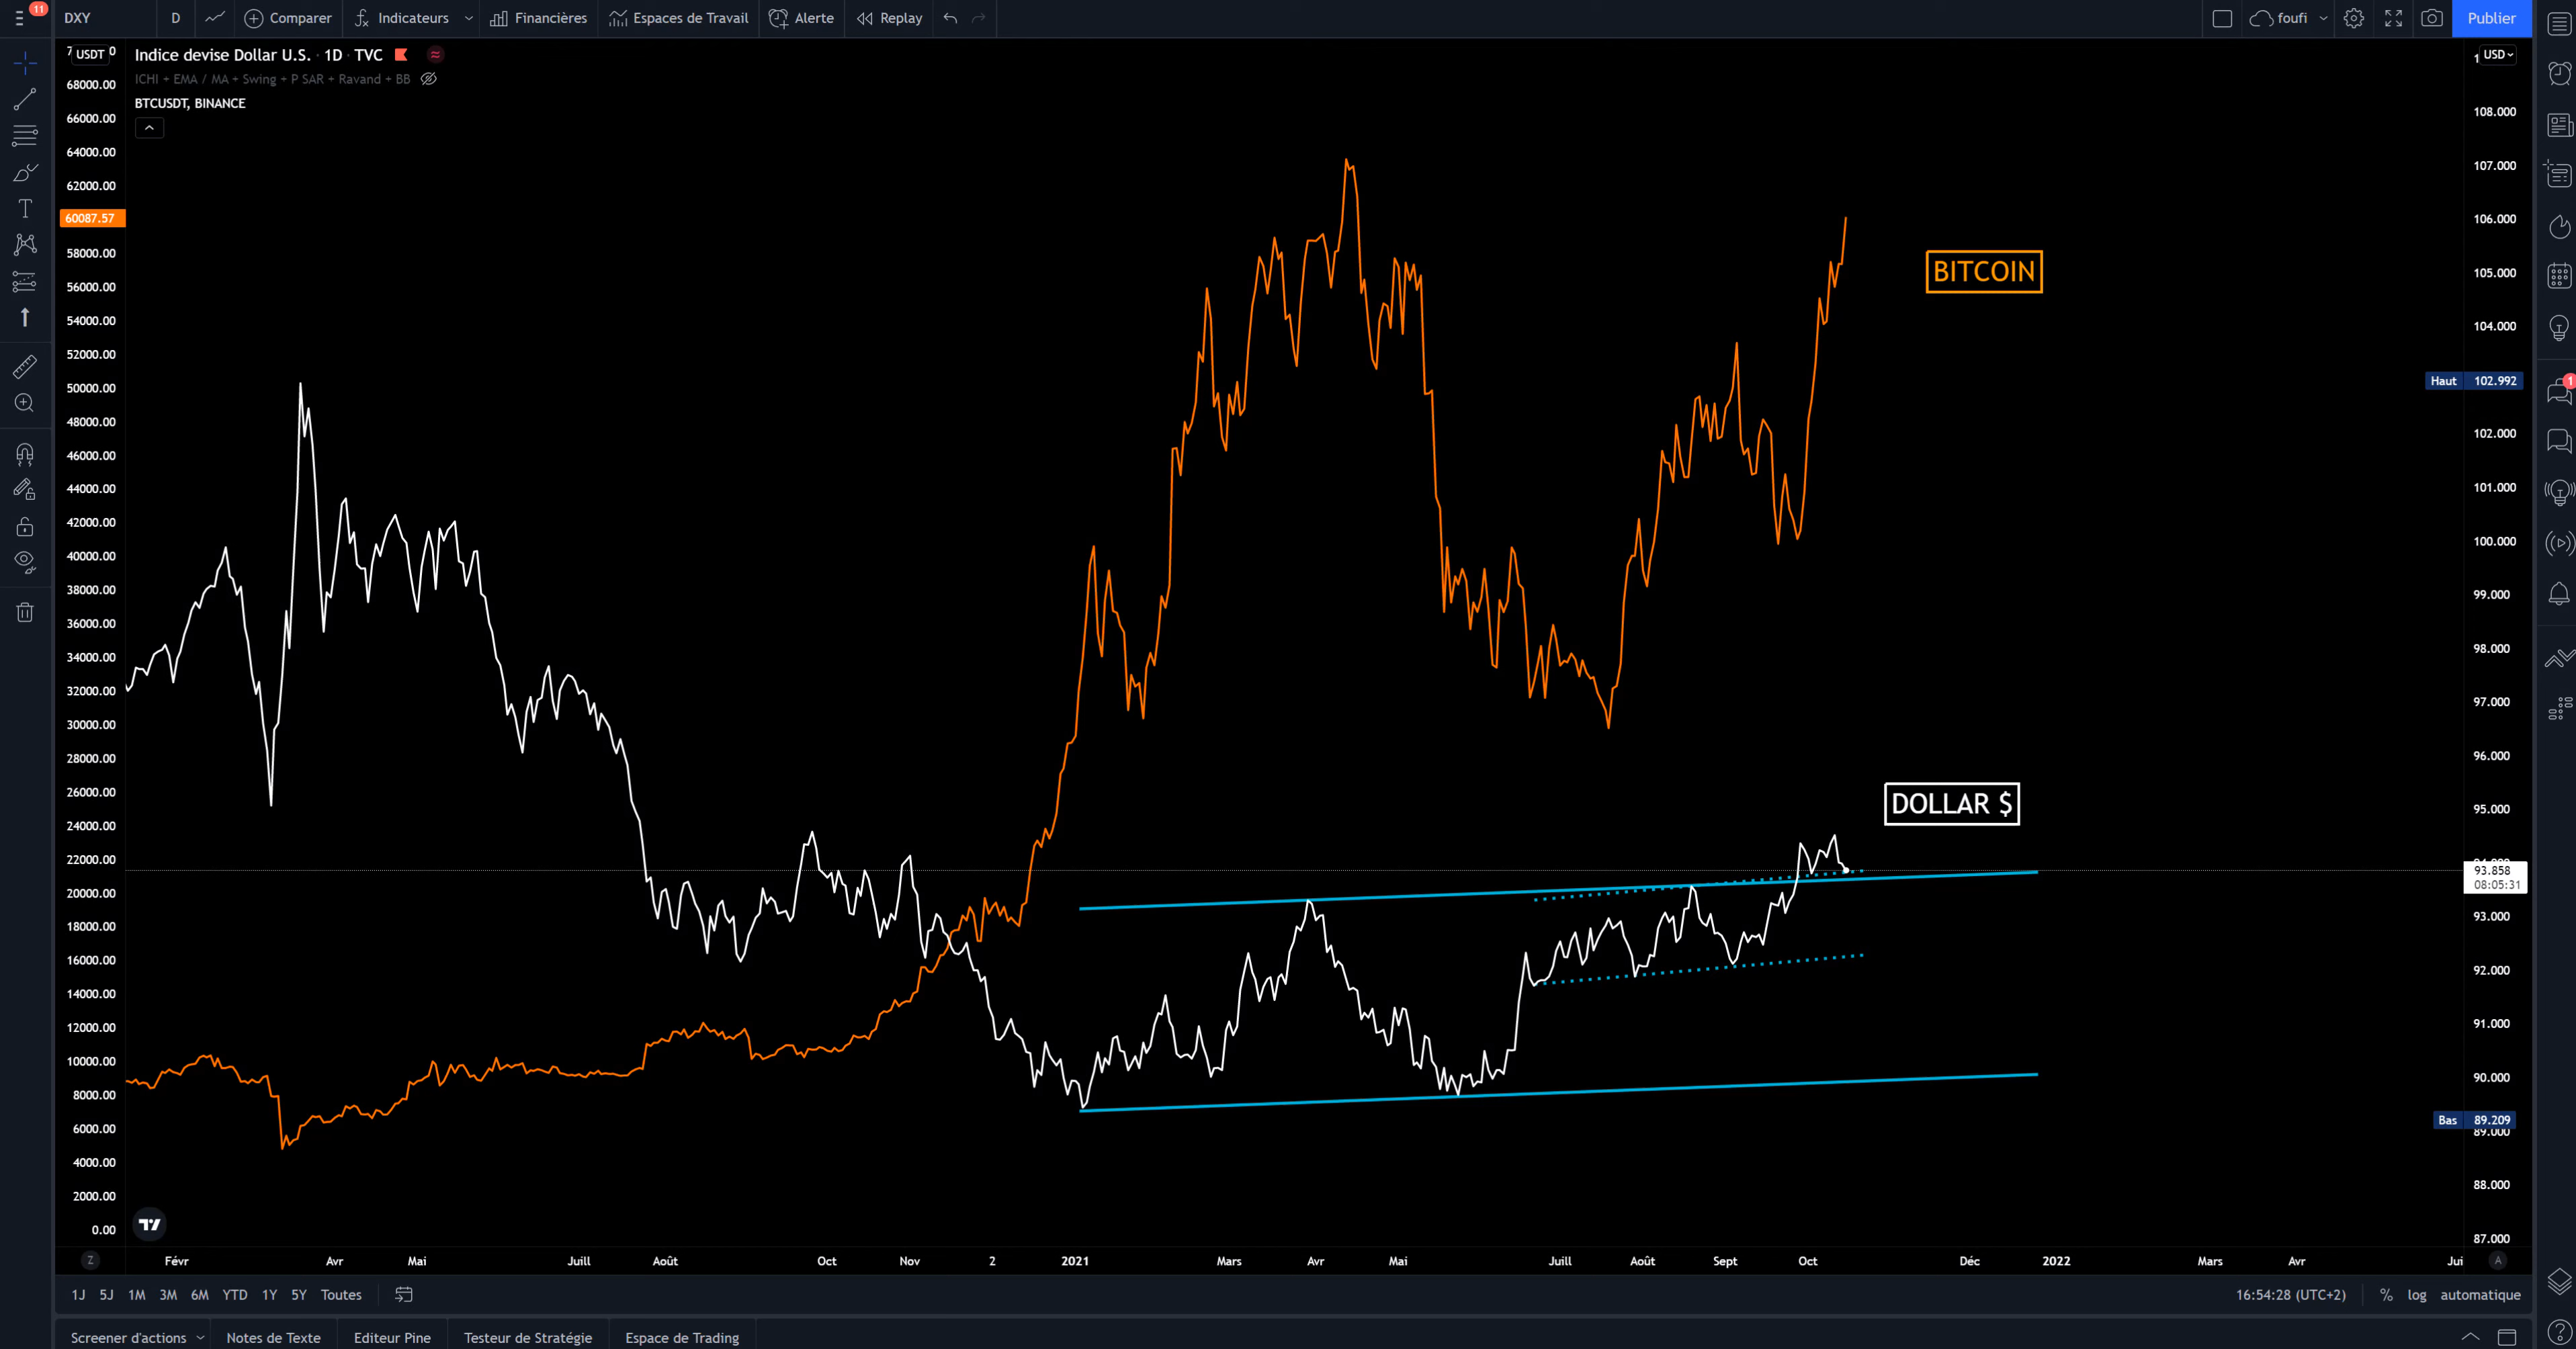 11
DXY
D
Comparer
Indicateurs
Financières
Espaces de Travail
Alerte
Replay
foufi
Publier
USDT
Indice devise Dollar U.S. · 1D · TVC
USD
ICHI + EMA / MA + Swing + P SAR + Ravand + BB
BTCUSDT, BINANCE
68000.00
66000.00
64000.00
62000.00
60087.57
58000.00
56000.00
54000.00
52000.00
50000.00
48000.00
46000.00
44000.00
42000.00
40000.00
38000.00
36000.00
34000.00
32000.00
30000.00
28000.00
26000.00
24000.00
22000.00
20000.00
18000.00
16000.00
14000.00
12000.00
10000.00
8000.00
6000.00
4000.00
2000.00
0.00
BITCOIN
DOLLAR $
108.000
107.000
106.000
105.000
104.000
Haut 102.992
102.000
101.000
100.000
99.000
98.000
97.000
96.000
95.000
93.858
08:05:31
93.000
92.000
91.000
90.000
Bas 89.209
89.000
88.000
87.000
1
Z
Févr
Avr
Mai
Juill
Août
Oct
Nov
2
2021
Mars
Avr
Mai
Juill
Août
Sept
Oct
Déc
2022
Mars
Avr
Jui
A
1J
5J
1M
3M
6M
YTD
1Y
5Y
Toutes
16:54:28 (UTC+2)
%
log
automatique
Screener d'actions
Notes de Texte
Editeur Pine
Testeur de Stratégie
Espace de Trading